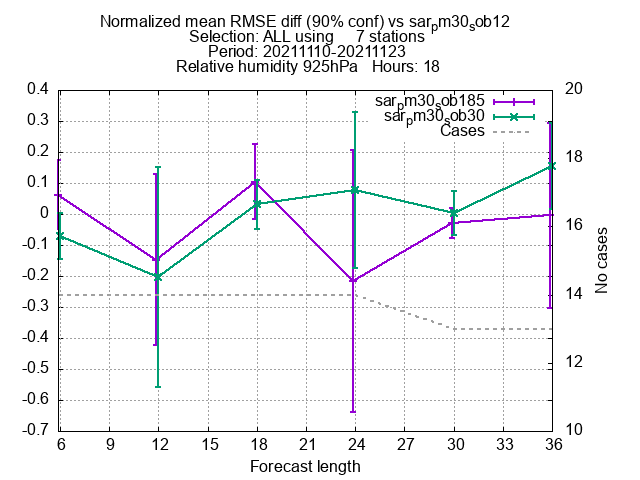 Normalized mean RMSE diff (90% conf) vs sarpm30sob12
Selection: ALL using 7 stations
Period: 20211110-20211123
Relative humidity 925hPa Hours: 18
sarpm30sob185
sarpm30sob30
Cases
0.4
0.3
0.2
0.1
0
-0.1
-0.2
-0.3
-0.4
-0.5
-0.6
-0.7
20
18
16
14
12
10
No cases
6 9 12 15 18 21 24 27 30 33 36
Forecast length